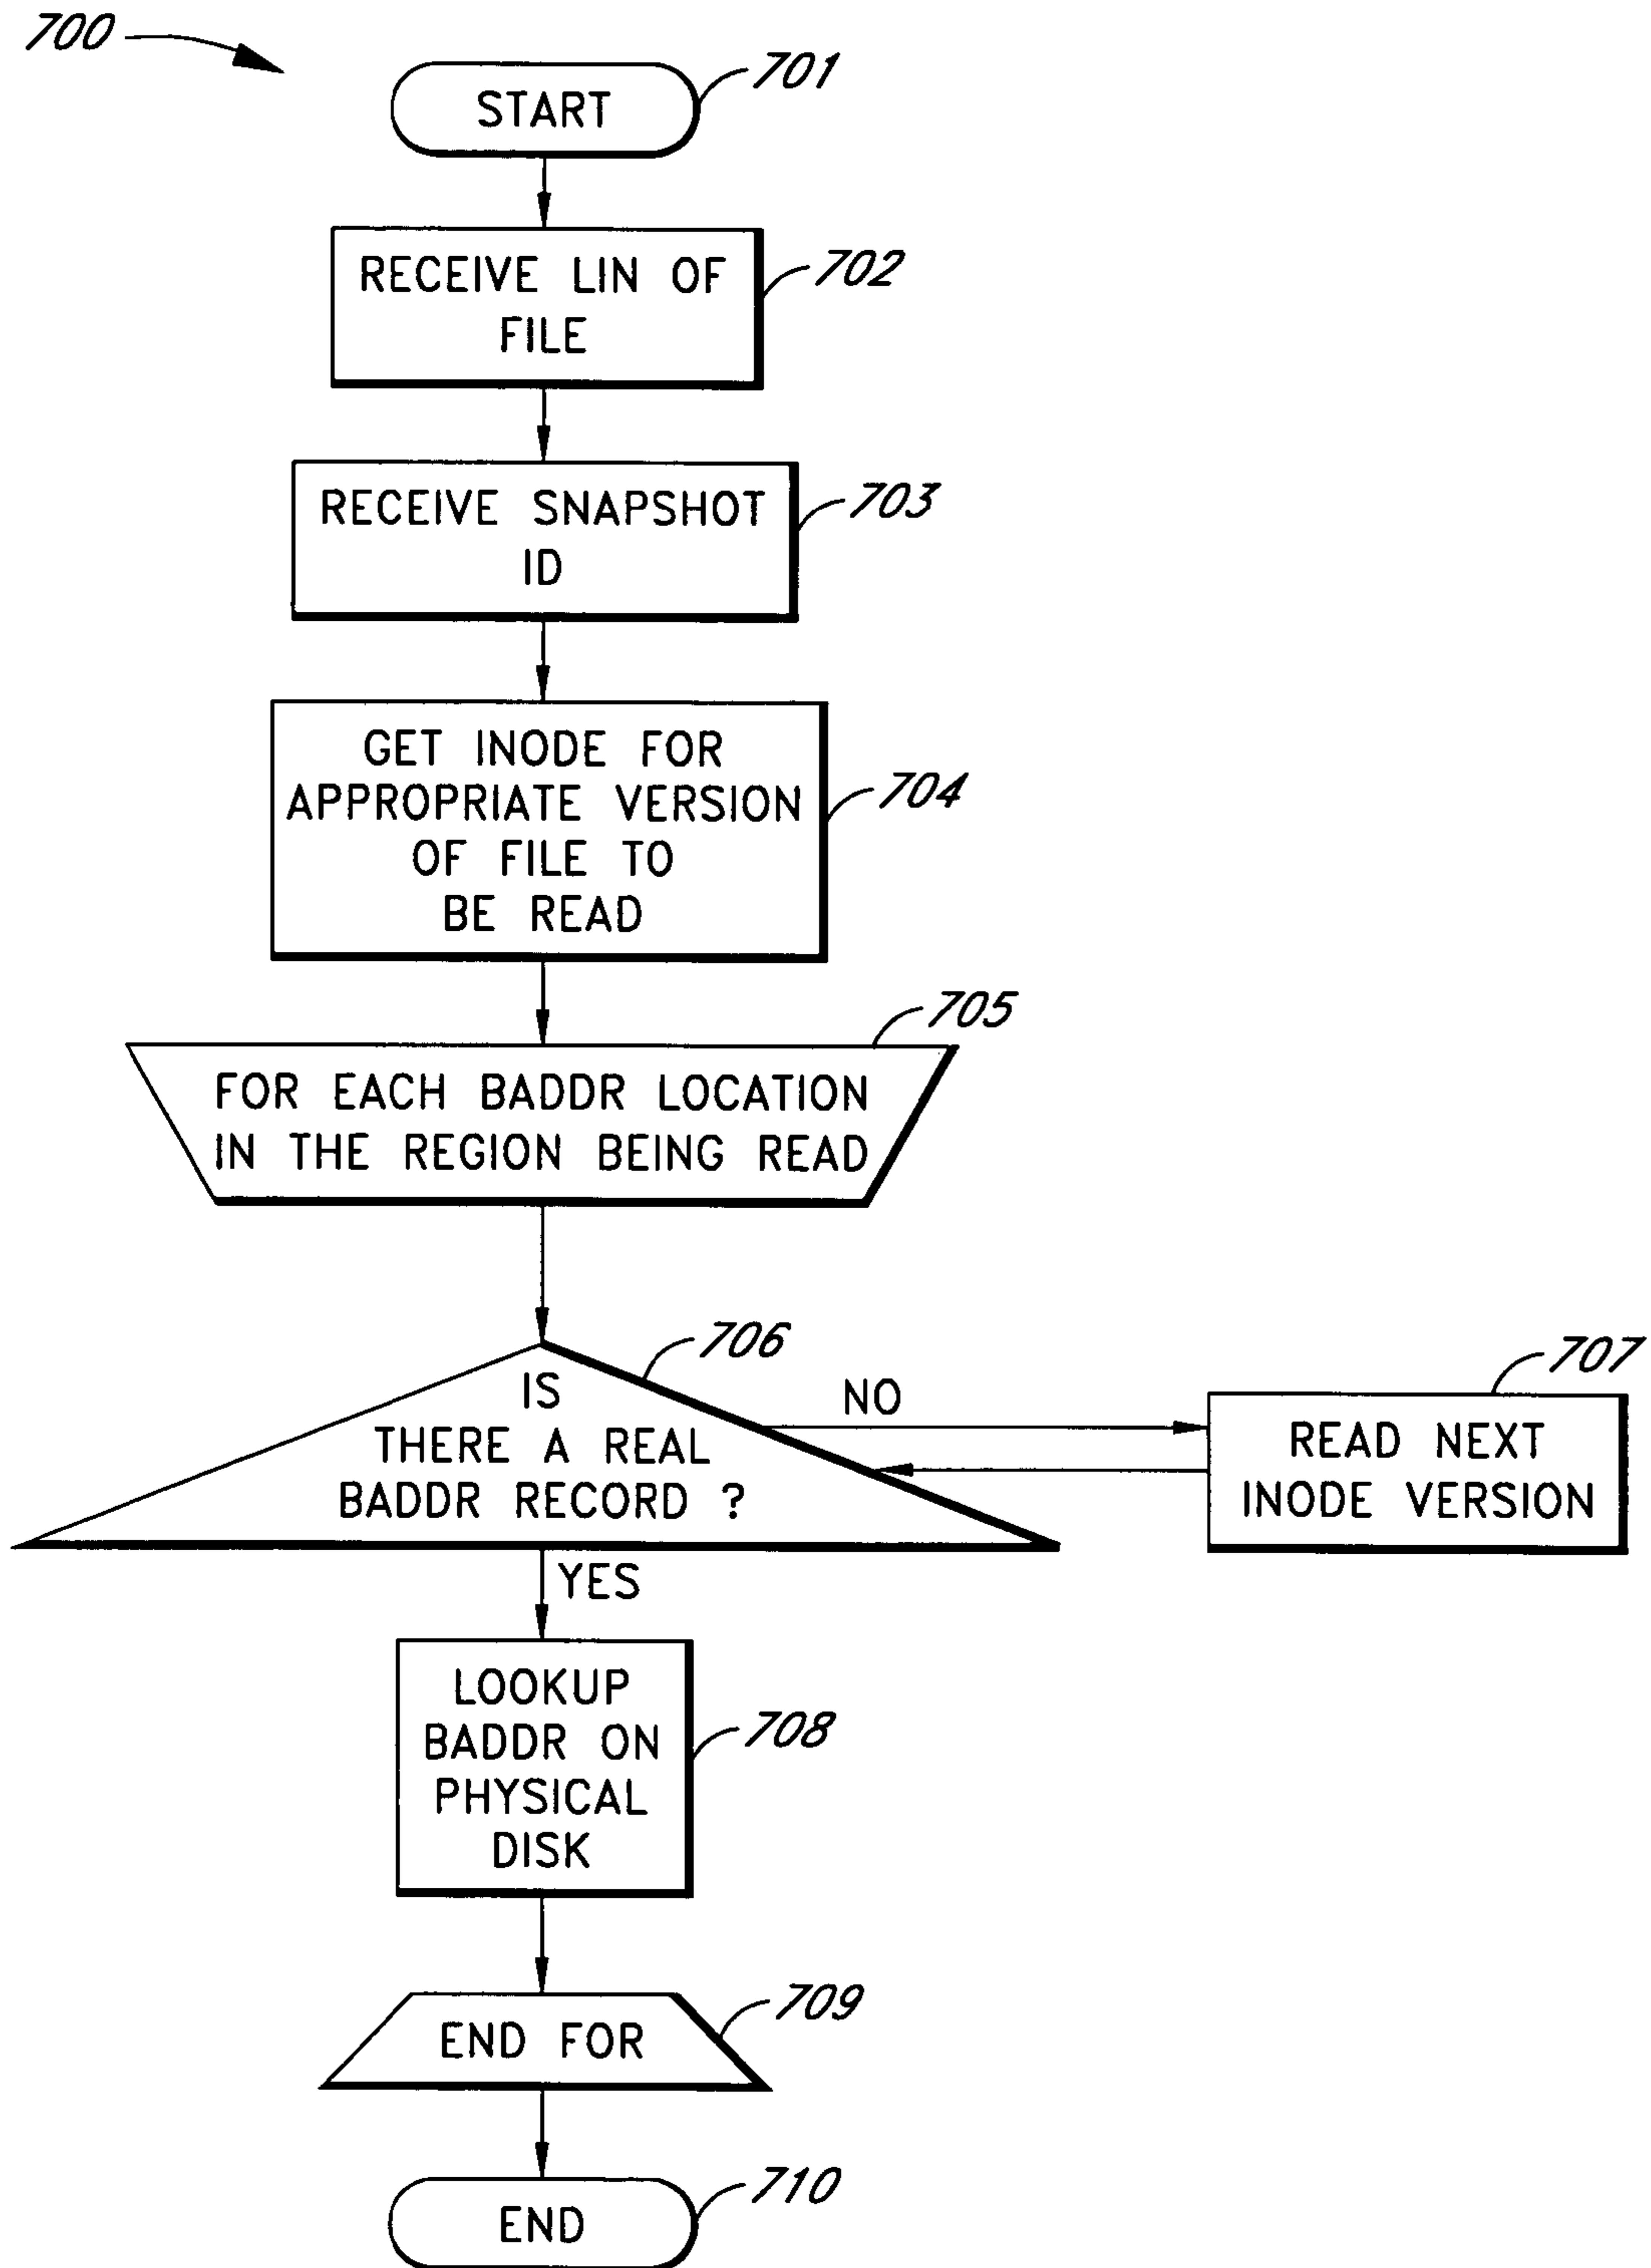 700
701
START
RECEIVE LIN OF
FILE
702
RECEIVE SNAPSHOT
ID
703
GET INODE FOR
APPROPRIATE VERSION
OF FILE TO
BE READ
704
705
FOR EACH BADDR LOCATION
IN THE REGION BEING READ
706
IS
THERE A REAL
BADDR RECORD ?
NO
707
READ NEXT
INODE VERSION
YES
LOOKUP
BADDR ON
PHYSICAL
DISK
708
709
END FOR
710
END